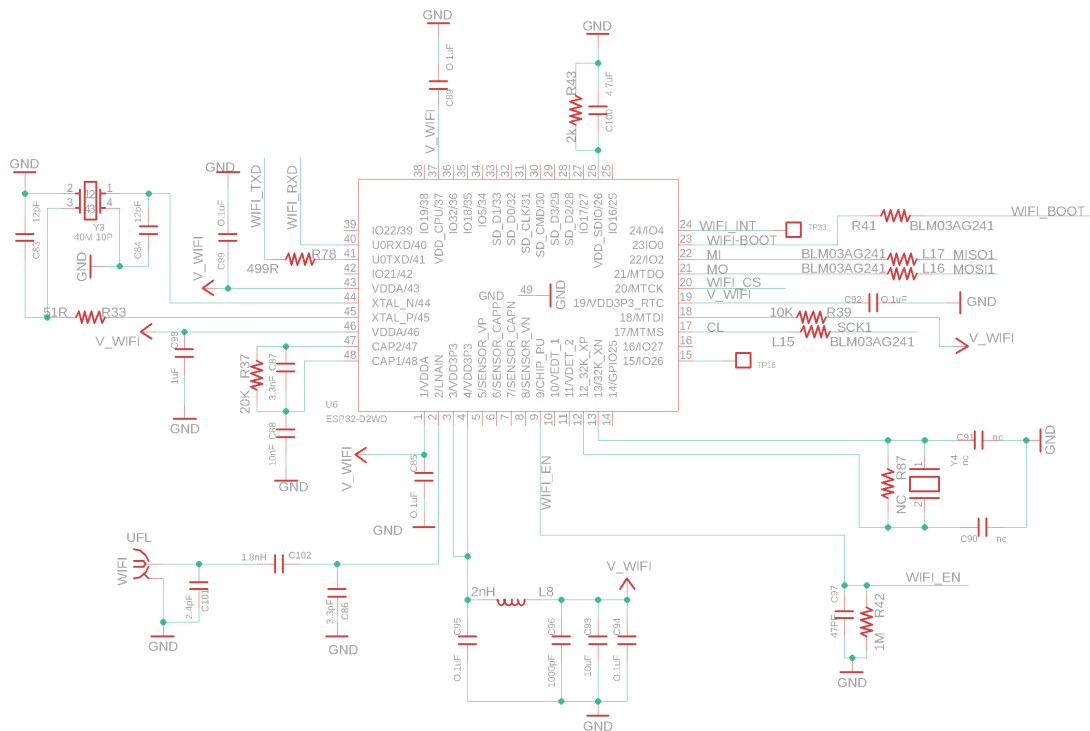 GND
0.1uF
C89
V_WIFI
GND
R43
2k
4.7uF
C100
GND
12pF
C83
2
3
1
4
12
43
Y3
40M 10P
12pF
C84
GND
51R
R33
GND
0.1uF
C99
V_WIFI
WIFI_TXD
WIFI_RXD
499R
R78
V_WIFI
C98
1uF
GND
R37
20K
C87
3.3nF
C88
10nF
GND
38
37
36
35
34
33
32
31
30
29
28
27
26
25
IO19/38
VDD_CPU/37
IO32/36
IO18/35
IO5/34
SD_D1/33
SD_D0/32
SD_CLK/31
SD_CMD/30
SD_D3/29
SD_D2/28
IO17/27
VDD_SDIO/26
IO16/25
39
40
41
42
43
44
45
46
47
48
IO22/39
U0RXD/40
U0TXD/41
IO21/42
VDDA/43
XTAL_N/44
XTAL_P/45
VDDA/46
CAP2/47
CAP1/48
GND
49
GND
24/IO4
23IO0
22/IO2
21/MTDO
20/MTCK
19/VDD3P3_RTC
18/MTDI
17/MTMS
16/IO27
15/IO26
24
23
22
21
20
19
18
17
16
15
1/VDDA
2/LNAIN
3/VDD3P3
4/VDD3P3
5/SENSOR_VP
6/SENSOR_CAPP
7/SENSOR_CAPN
8/SENSOR_VN
9/CHIP_PU
10/VEDT_1
11/VDET_2
12_32K_XP
13/32K_XN
14/GPIO25
1
2
3
4
5
6
7
8
9
10
11
12
13
14
U6
ESP32-D2WD
WIFI_INT
TP33
WIFI-BOOT
R41
BLM03AG241
WIFI_BOOT
MI
BLM03AG241
L17
MISO1
MO
BLM03AG241
L16
MOSI1
WIFI_CS
V_WIFI
C92
0.1uF
GND
10K
R39
CL
L15
SCK1
BLM03AG241
V_WIFI
TP16
V_WIFI
C85
0.1uF
GND
WIFI_EN
R87
NC
1
2
Y4
nc
C91
nc
C90
nc
GND
UFL
WIFI
2.4pF
C101
GND
1.8nH
C102
3.3pF
C86
GND
2nH
L8
V_WIFI
C95
0.1uF
C96
1000pF
C93
10uF
C94
0.1uF
GND
WIFI_EN
C97
47PF
R42
1M
GND